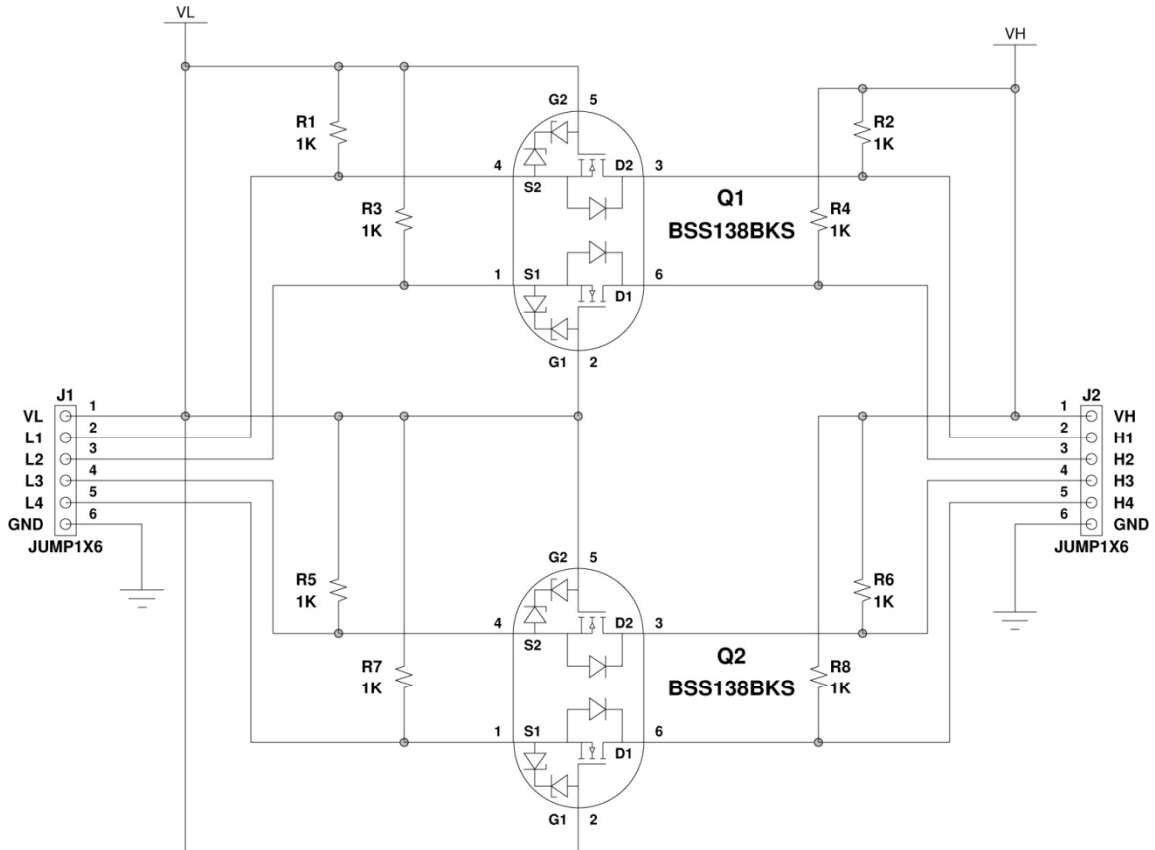 VL
VH
G2 5
R1
1K
R2
1K
4
S2
D2
3
Q1
BSS138BKS
R3
1K
R4
1K
1
S1
D1
6
G1 2
J1
VL 1
L1 2
L2 3
L3 4
L4 5
GND 6
JUMP1X6
J2
1 VH
2 H1
3 H2
4 H3
5 H4
6 GND
JUMP1X6
G2 5
R5
1K
R6
1K
4
S2
D2
3
Q2
BSS138BKS
R7
1K
R8
1K
1
S1
D1
6
G1 2